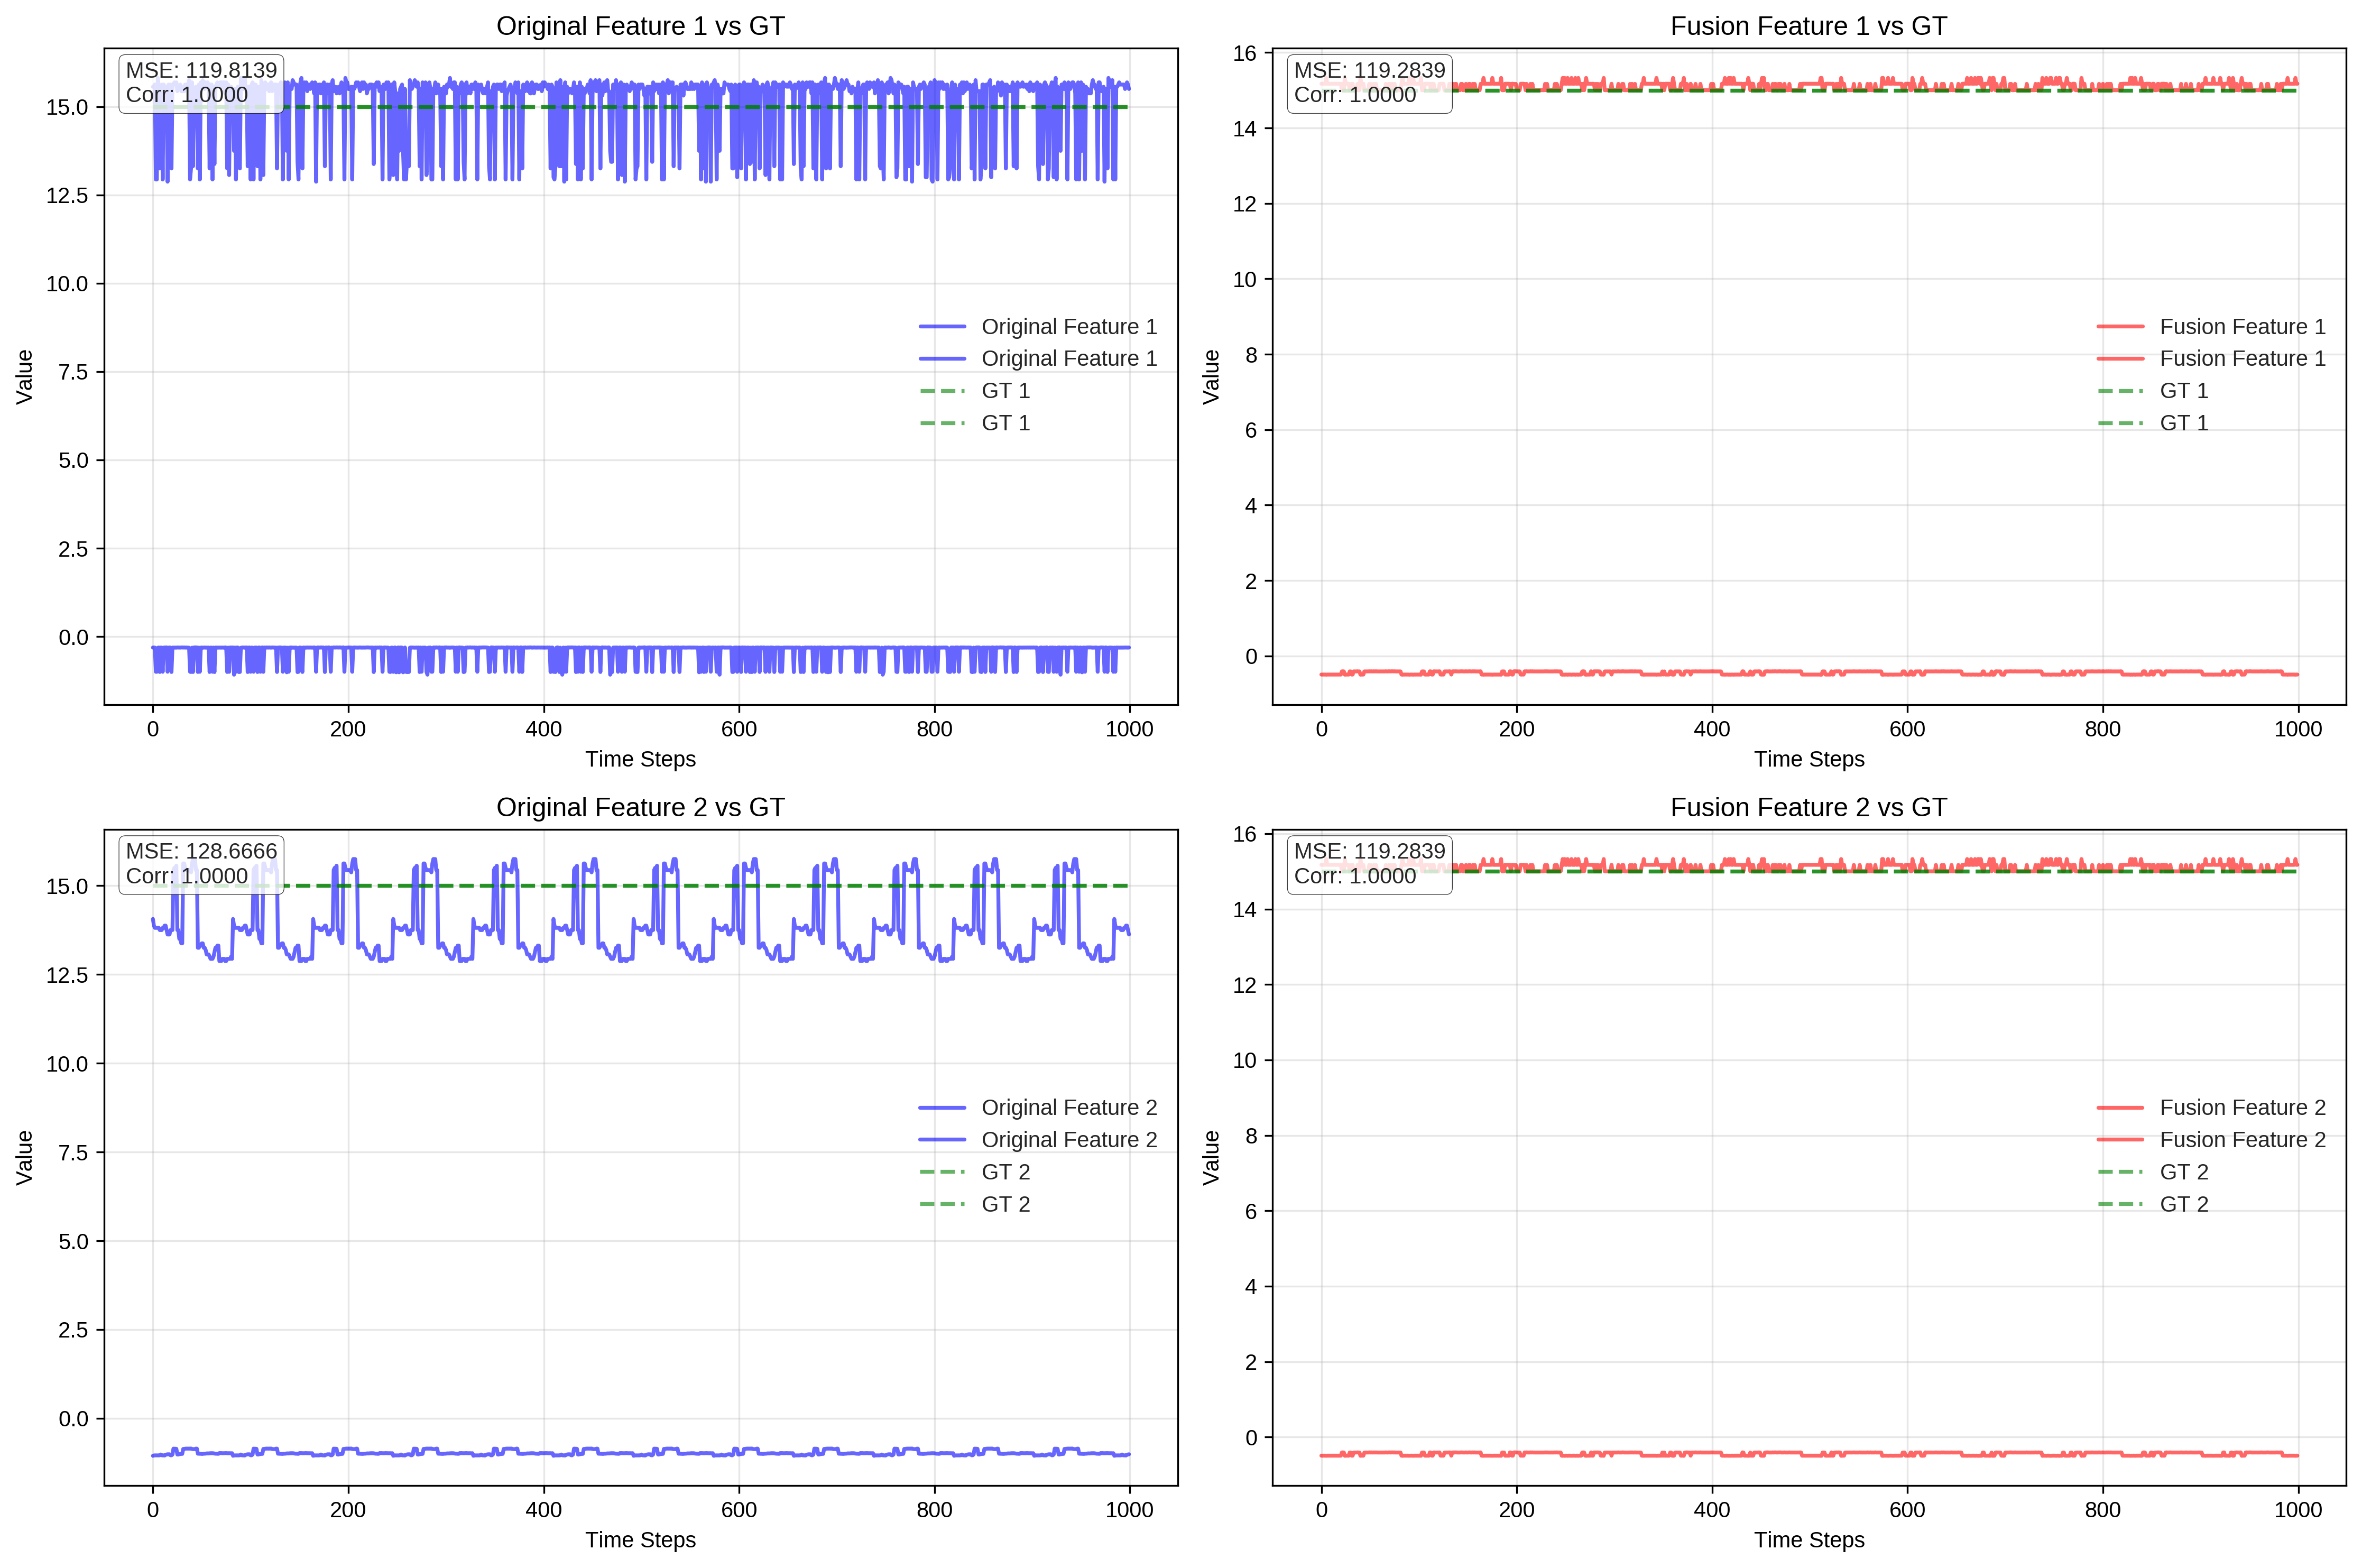 Original Feature 1 vs GT
MSE: 119.8139
Corr: 1.0000
15.0
12.5
10.0
7.5
5.0
2.5
0.0
Value
Original Feature 1
Original Feature 1
GT 1
GT 1
0 200 400 600 800 1000
Time Steps
Fusion Feature 1 vs GT
MSE: 119.2839
Corr: 1.0000
16
14
12
10
8
6
4
2
0
Value
Fusion Feature 1
Fusion Feature 1
GT 1
GT 1
0 200 400 600 800 1000
Time Steps
Original Feature 2 vs GT
MSE: 128.6666
Corr: 1.0000
15.0
12.5
10.0
7.5
5.0
2.5
0.0
Value
Original Feature 2
Original Feature 2
GT 2
GT 2
0 200 400 600 800 1000
Time Steps
Fusion Feature 2 vs GT
MSE: 119.2839
Corr: 1.0000
16
14
12
10
8
6
4
2
0
Value
Fusion Feature 2
Fusion Feature 2
GT 2
GT 2
0 200 400 600 800 1000
Time Steps